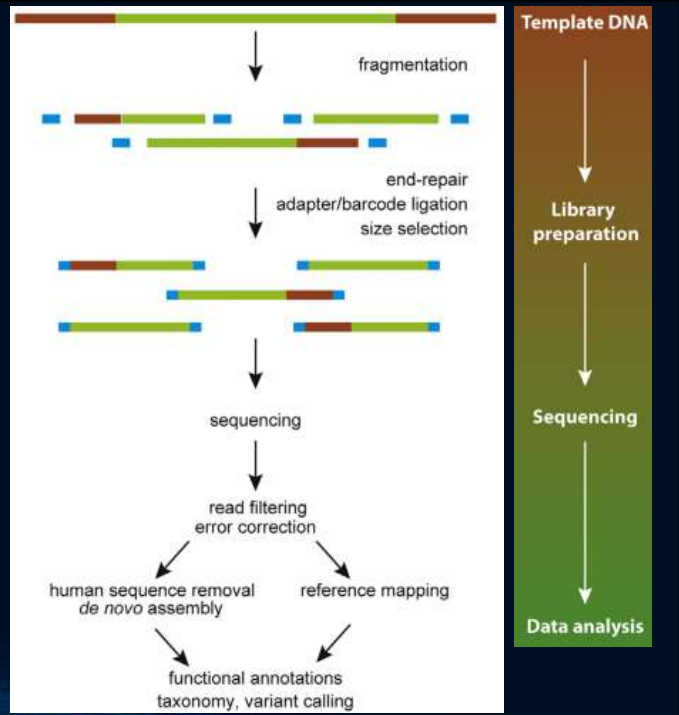 fragmentation
end-repair
adapter/barcode ligation
size selection
sequencing
read filtering
error correction
human sequence removal
de novo assembly
reference mapping
functional annotations
taxonomy, variant calling
Template DNA
Library
preparation
Sequencing
Data analysis